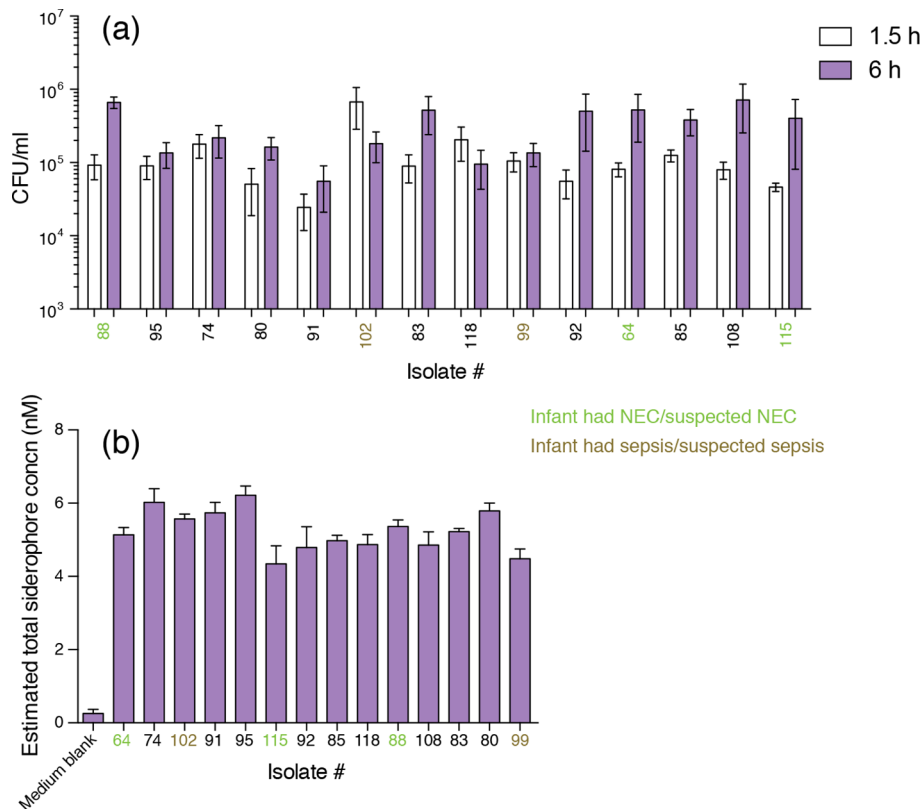 (a)
1.5 h
6 h
CFU/ml
10^7
10^6
10^5
10^4
10^3
88 95 74 80 91 102 83 118 99 92 64 85 108 115
Isolate #
Infant had NEC/suspected NEC
Infant had sepsis/suspected sepsis
(b)
Estimated total siderophore concn (nM)
8
6
4
2
0
Medium blank 64 74 102 91 95 115 92 85 118 88 108 83 80 99
Isolate #